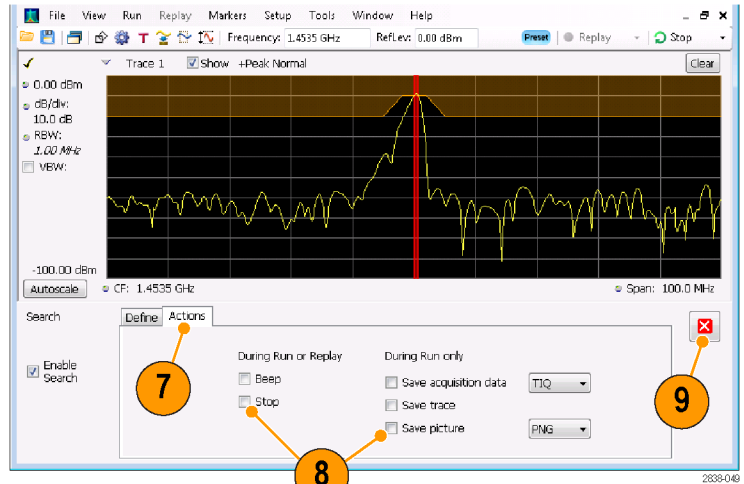 File View Run Replay Markers Setup Tools Window Help
Frequency: 1.4535 GHz RefLev: 0.00 dBm Preset Replay Stop
Trace 1 Show +Peak Normal Clear
0.00 dBm
dB/div:
10.0 dB
RBW:
1.00 MHz
VBW:
-100.00 dBm
Autoscale CF: 1.4535 GHz Span: 100.0 MHz
Search Define Actions
During Run or Replay During Run only
Enable
Search
Beep Save acquisition data TIQ
Stop Save trace
Save picture PNG
7
8
9
2838-049